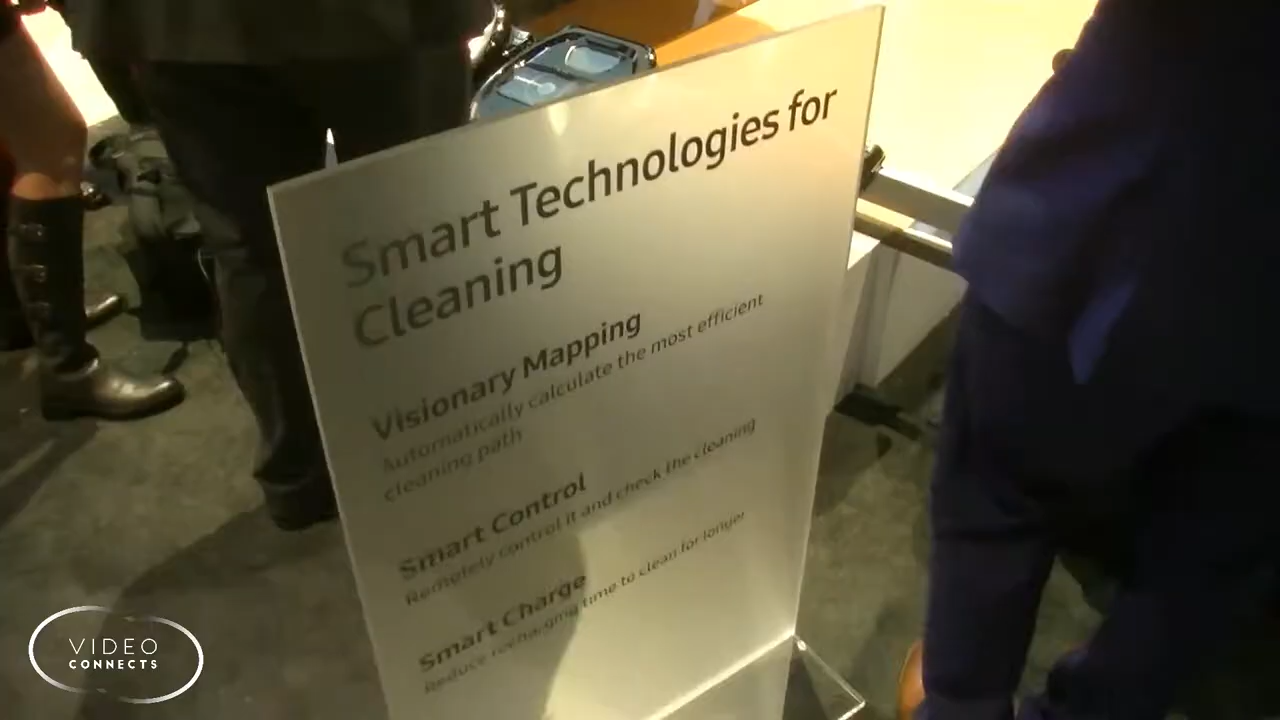 Smart Technologies for
Cleaning
Visionary Mapping
Automatically calculate the most efficient
cleaning path
Smart Control
Remotely control it and check the cleaning
Smart Charge
Reduce recharging time to clean for longer
VIDEO
CONNECTS